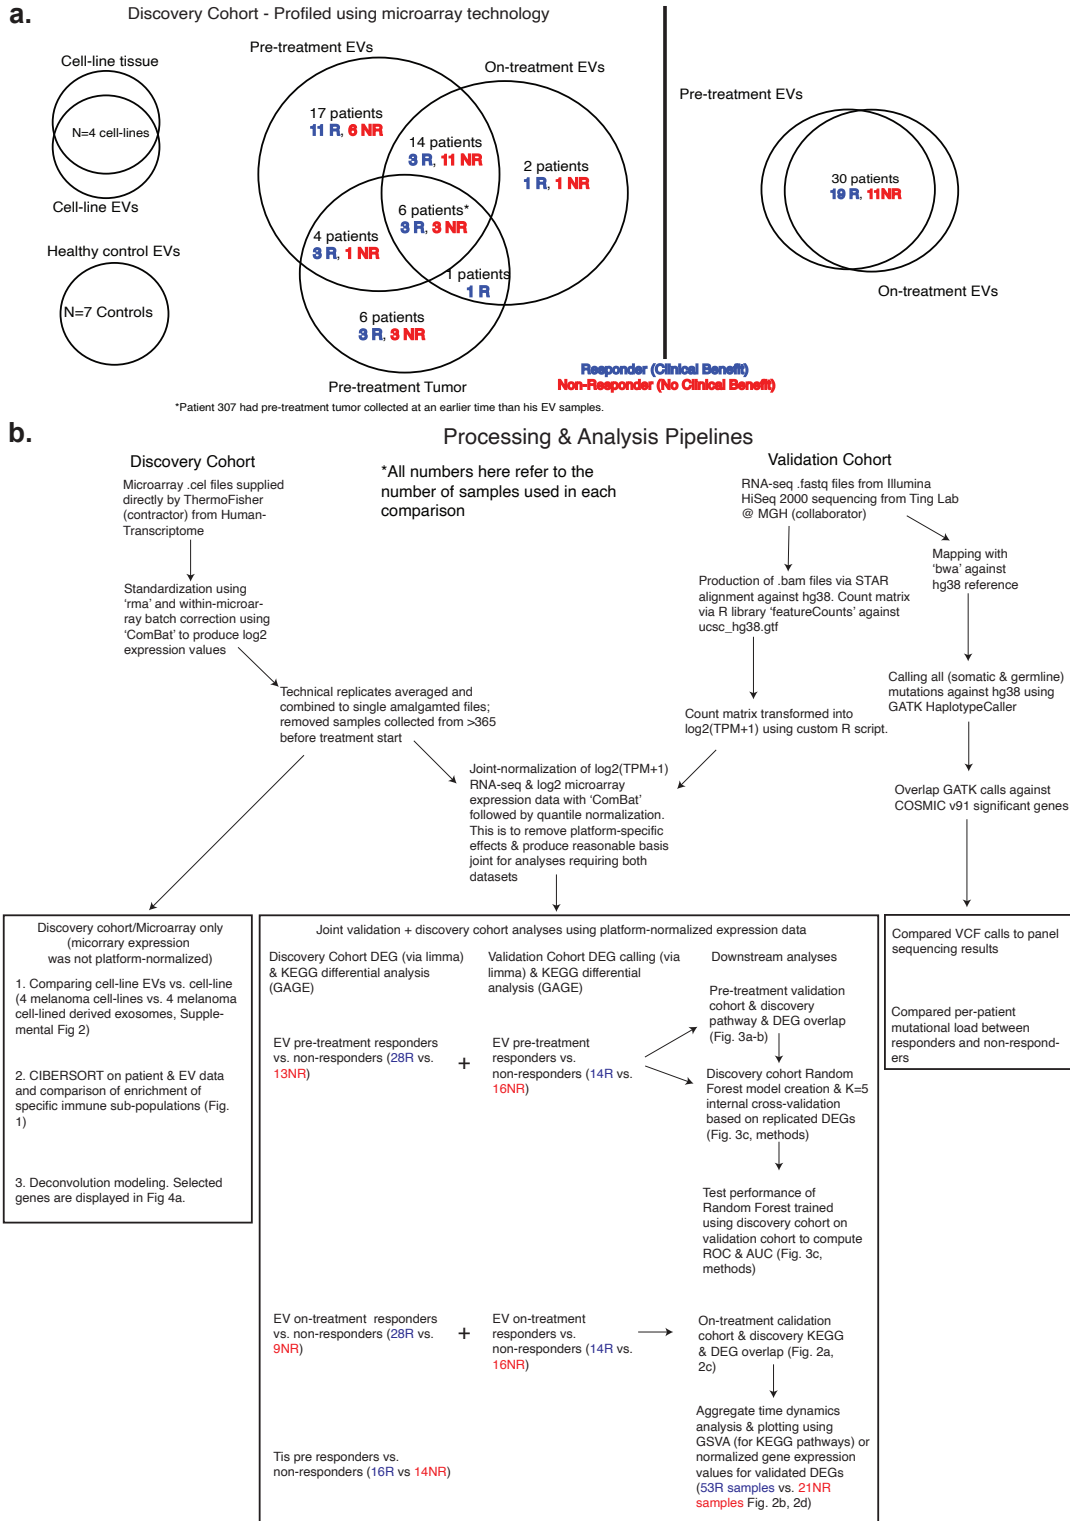 a.
Discovery Cohort - Profiled using microarray technology
Cell-line tissue
N=4 cell-lines
Cell-line EVs
Healthy control EVs
N=7 Controls
Pre-treatment EVs
On-treatment EVs
17 patients
11 R, 6 NR
14 patients
3 R, 11 NR
2 patients
1 R, 1 NR
6 patients*
3 R, 3 NR
4 patients
3 R, 1 NR
1 patients
1 R
6 patients
3 R, 3 NR
Pre-treatment Tumor
Pre-treatment EVs
30 patients
19 R, 11NR
On-treatment EVs
Responder (Clinical Benefit)
Non-Responder (No Clinical Benefit)
*Patient 307 had pre-treatment tumor collected at an earlier time than his EV samples.
b.
Processing & Analysis Pipelines
Discovery Cohort
Microarray .cel files supplied
directly by ThermoFisher
(contractor) from Human-
Transcriptome
*All numbers here refer to the
number of samples used in each
comparison
Validation Cohort
RNA-seq .fastq files from Illumina
HiSeq 2000 sequencing from Ting Lab
@ MGH (collaborator)
Standardization using
'rma' and within-microar-
ray batch correction using
'ComBat' to produce log2
expression values
Production of .bam files via STAR
alignment against hg38. Count matrix
via R library 'featureCounts' against
ucsc_hg38.gtf
Mapping with
'bwa' against
hg38 reference
Technical replicates averaged and
combined to single amalgamted files;
removed samples collected from >365
before treatment start
Count matrix transformed into
log2(TPM+1) using custom R script.
Calling all (somatic & germline)
mutations against hg38 using
GATK HaplotypeCaller
Joint-normalization of log2(TPM+1)
RNA-seq & log2 microarray
expression data with 'ComBat'
followed by quantile normalization.
This is to remove platform-specific
effects & produce reasonable basis
joint for analyses requiring both
datasets
Overlap GATK calls against
COSMIC v91 significant genes
Discovery cohort/Microarray only
(micorrary expression
was not platform-normalized)
1. Comparing cell-line EVs vs. cell-line
(4 melanoma cell-lines vs. 4 melanoma
cell-lined derived exosomes, Supple-
mental Fig 2)
2. CIBERSORT on patient & EV data
and comparison of enrichment of
specific immune sub-populations (Fig.
1)
3. Deconvolution modeling. Selected
genes are displayed in Fig 4a.
Joint validation + discovery cohort analyses using platform-normalized expression data
Discovery Cohort DEG (via limma)
& KEGG differential analysis
(GAGE)
Validation Cohort DEG calling (via
limma) & KEGG differential
analysis (GAGE)
Downstream analyses
EV pre-treatment responders
vs. non-responders (28R vs.
13NR)
+
EV pre-treatment
responders vs.
non-responders (14R vs.
16NR)
Pre-treatment validation
cohort & discovery
pathway & DEG overlap
(Fig. 3a-b)
Discovery cohort Random
Forest model creation & K=5
internal cross-validation
based on replicated DEGs
(Fig. 3c, methods)
Test performance of
Random Forest trained
using discovery cohort on
validation cohort to compute
ROC & AUC (Fig. 3c,
methods)
EV on-treatment responders
vs. non-responders (28R vs.
9NR)
+
EV on-treatment
responders vs.
non-responders (14R vs.
16NR)
On-treatment calidation
cohort & discovery KEGG
& DEG overlap (Fig. 2a,
2c)
Aggregate time dynamics
analysis & plotting using
GSVA (for KEGG pathways) or
normalized gene expression
values for validated DEGs
(53R samples vs. 21NR
samples Fig. 2b, 2d)
Tis pre responders vs.
non-responders (16R vs 14NR)
Compared VCF calls to panel
sequencing results
Compared per-patient
mutational load between
responders and non-respond-
ers